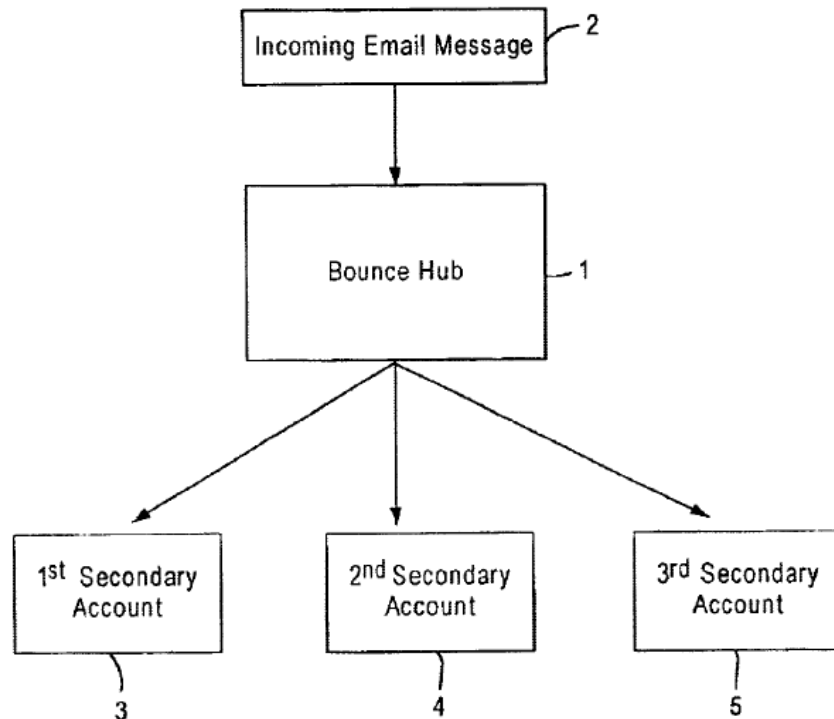 Incoming Email Message
2
Bounce Hub
1
1st Secondary
Account
2nd Secondary
Account
3rd Secondary
Account
3
4
5